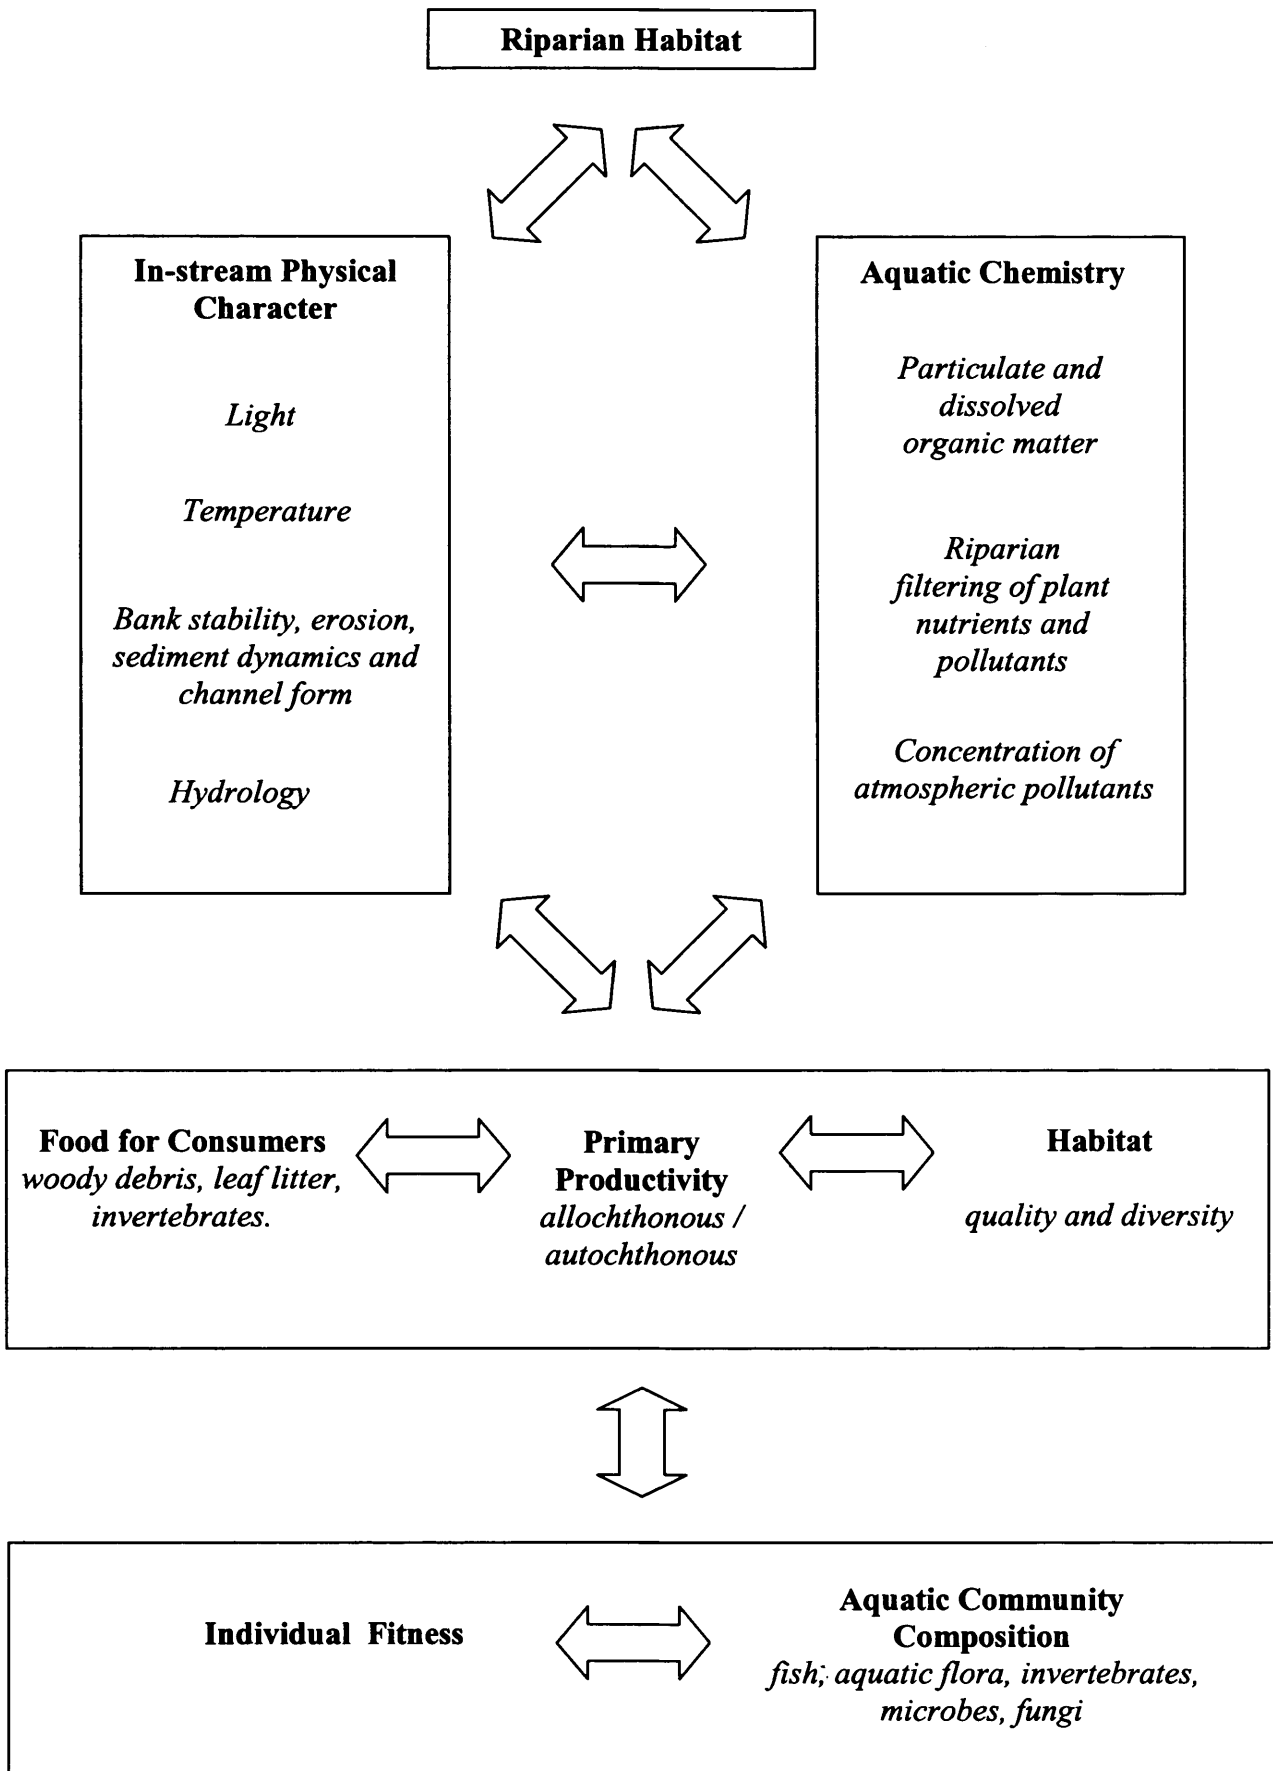 Riparian Habitat
In-stream Physical
Character
Light
Temperature
Bank stability, erosion,
sediment dynamics and
channel form
Hydrology
Aquatic Chemistry
Particulate and
dissolved
organic matter
Riparian
filtering of plant
nutrients and
pollutants
Concentration of
atmospheric pollutants
Food for Consumers
woody debris, leaf litter,
invertebrates.
Primary
Productivity
allochthonous /
autochthonous
Habitat
quality and diversity
Individual Fitness
Aquatic Community
Composition
fish; aquatic flora, invertebrates,
microbes, fungi